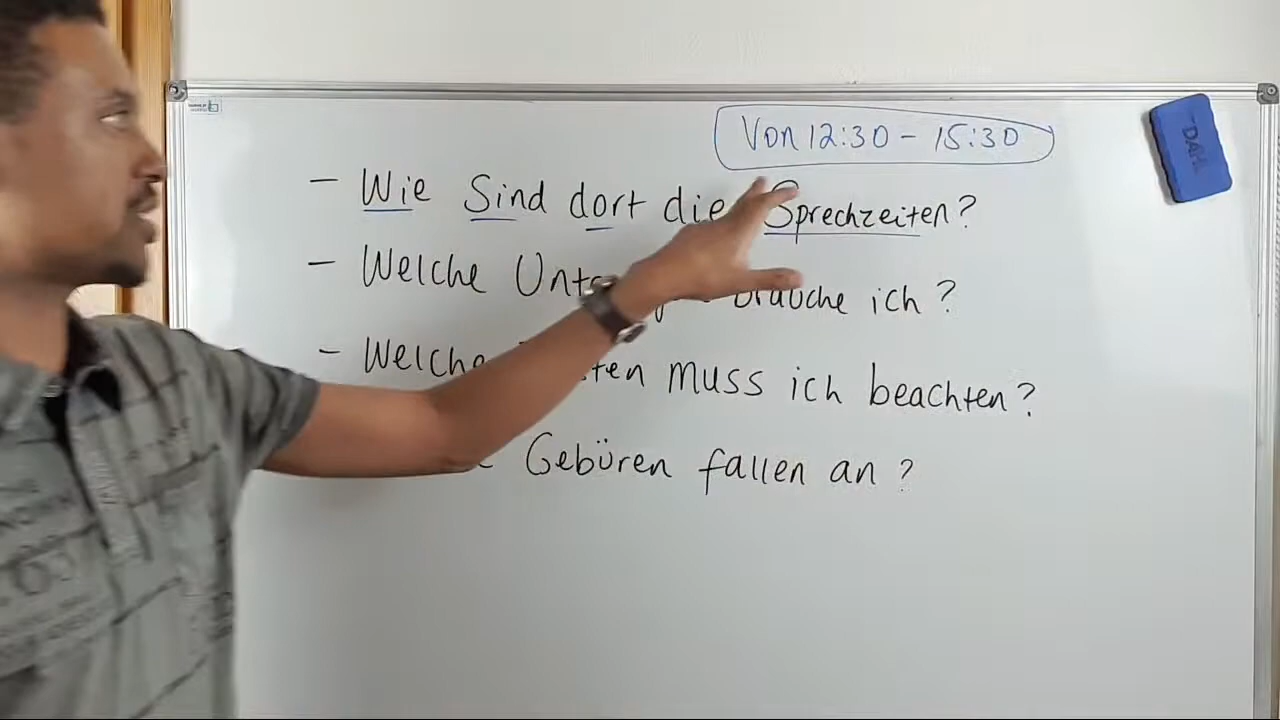 Von 12:30 - 15:30
- Wie Sind dort die Sprechzeiten?
- Welche brauche ich?
- Welche muss ich beachten?
Gebüren fallen an?
DAHLE